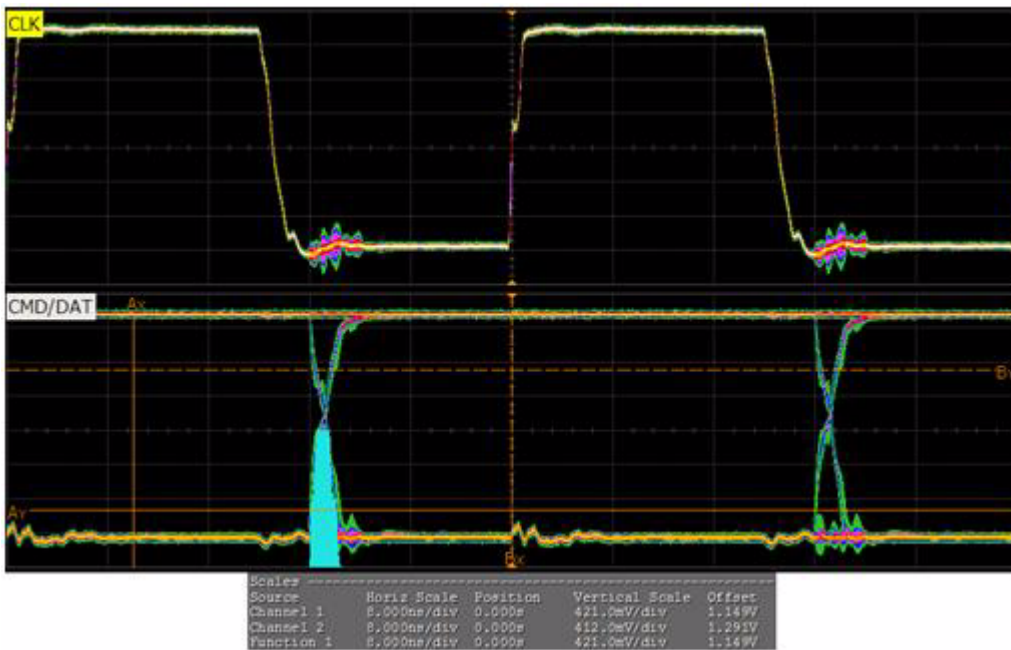 CLK
CMD/DAT
Ax
By
Ay
Bx
Scales
Source Horiz Scale Position Vertical Scale Offset
Channel 1 8.000ns/div 0.000s 421.0mV/div 1.149V
Channel 2 8.000ns/div 0.000s 412.0mV/div 1.291V
Function 1 8.000ns/div 0.000s 421.0mV/div 1.149V